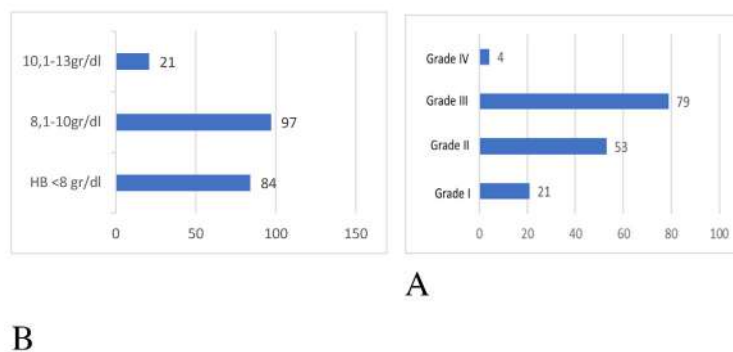 10,1-13gr/dl
21
8,1-10gr/dl
97
HB <8 gr/dl
84
0 50 100 150
Grade IV
4
Grade III
79
Grade II
53
Grade I
21
0 20 40 60 80 100
A
B